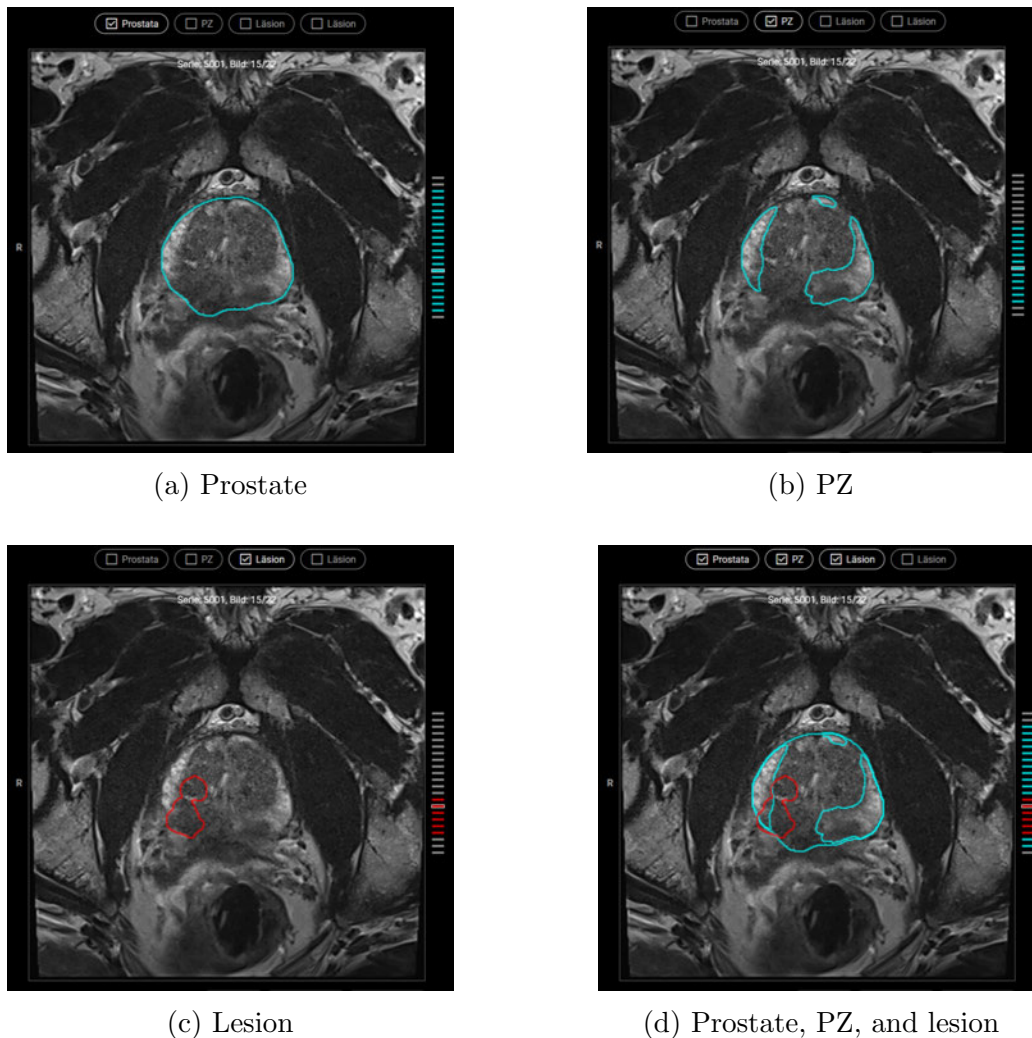 Prostata PZ Läsion Läsion
Serie: 5001, Bild: 15/22
R
Prostata PZ Läsion Läsion
Serie: 5001, Bild: 15/22
R
(a) Prostate
(b) PZ
Prostata PZ Läsion Läsion
Serie: 5001, Bild: 15/22
R
Prostata PZ Läsion Läsion
Serie: 5001, Bild: 15/22
R
(c) Lesion
(d) Prostate, PZ, and lesion